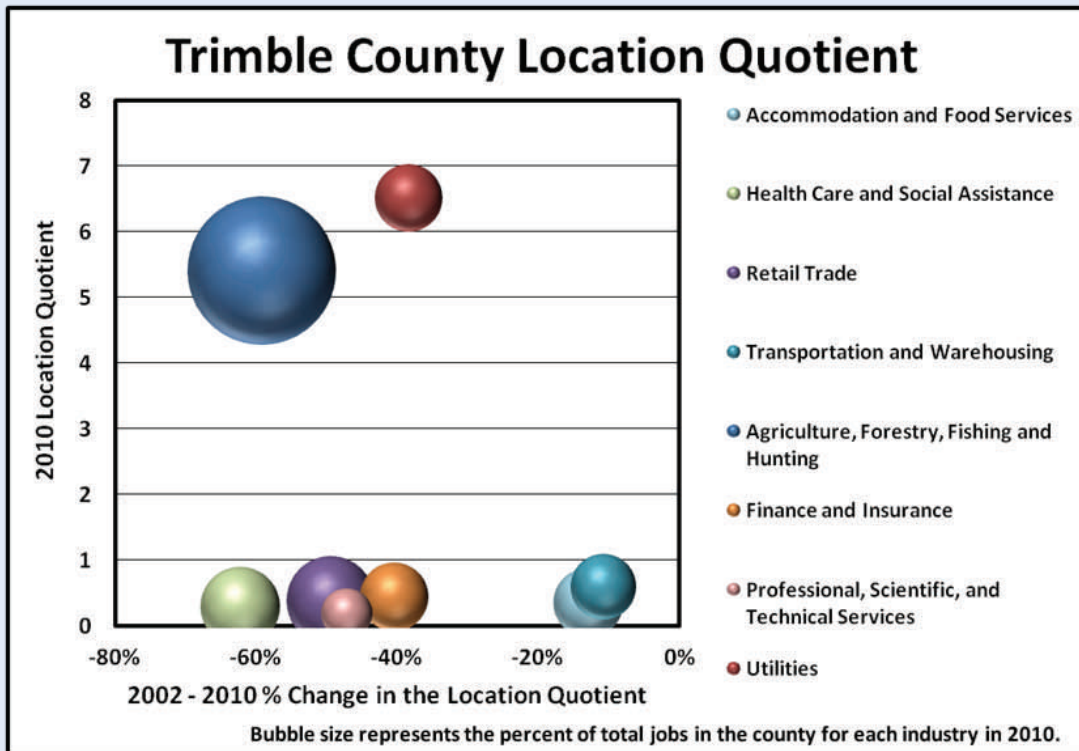 Trimble County Location Quotient
8
7
6
5
4
3
2
1
0
2010 Location Quotient
-80%
-60%
-40%
-20%
0%
2002 - 2010 % Change in the Location Quotient
Accommodation and Food Services
Health Care and Social Assistance
Retail Trade
Transportation and Warehousing
Agriculture, Forestry, Fishing and
Hunting
Finance and Insurance
Professional, Scientific, and
Technical Services
Utilities
Bubble size represents the percent of total jobs in the county for each industry in 2010.